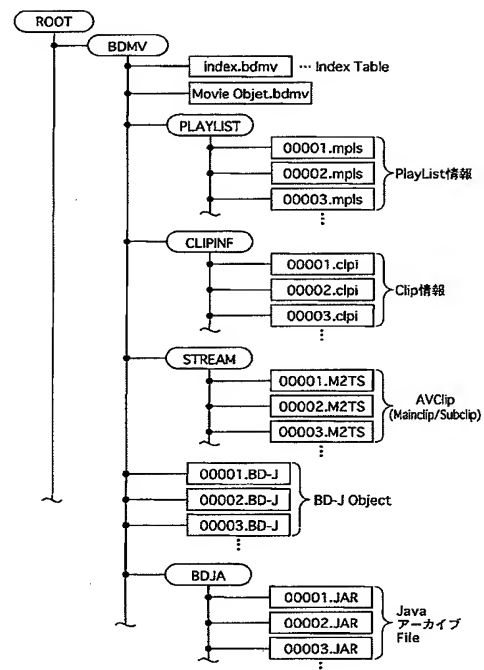 ROOT
BDMV
index.bdmv … Index Table
Movie Objet.bdmv
PLAYLIST
00001.mpls
00002.mpls
00003.mpls
PlayList情報
CLIPINF
00001.clpi
00002.clpi
00003.clpi
Clip情報
STREAM
00001.M2TS
00002.M2TS
00003.M2TS
AVClip
(Mainclip/Subclip)
00001.BD-J
00002.BD-J
00003.BD-J
BD-J Object
BDJA
00001.JAR
00002.JAR
00003.JAR
Java
アーカイブ
File